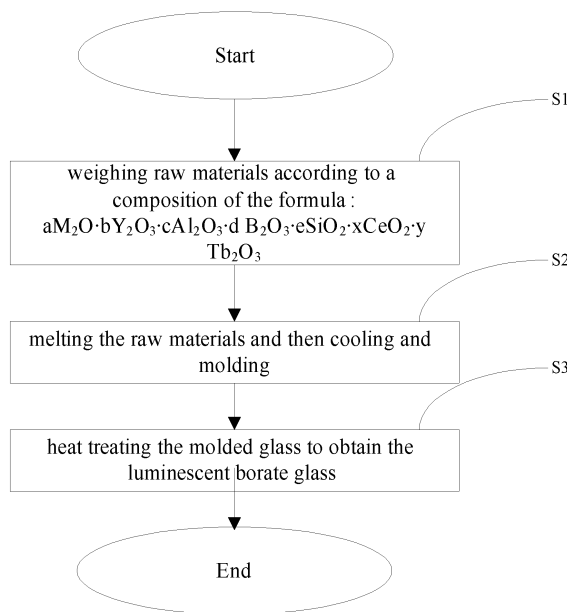 Start
S1
weighing raw materials according to a
composition of the formula :
aM₂O·bY₂O₃·cAl₂O₃·d B₂O₃·eSiO₂·xCeO₂·y
Tb₂O₃
S2
melting the raw materials and then cooling and
molding
S3
heat treating the molded glass to obtain the
luminescent borate glass
End